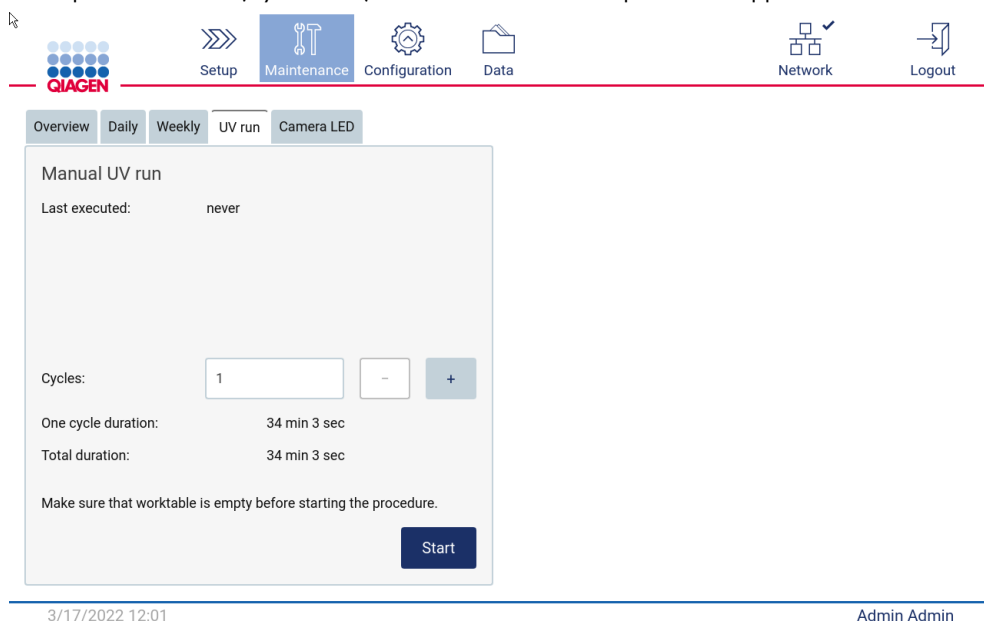 QIAGEN
Setup
Maintenance
Configuration
Data
Network
Logout
Overview
Daily
Weekly
UV run
Camera LED
Manual UV run
Last executed: never
Cycles: 1 - +
One cycle duration: 34 min 3 sec
Total duration: 34 min 3 sec
Make sure that worktable is empty before starting the procedure.
Start
3/17/2022 12:01
Admin Admin